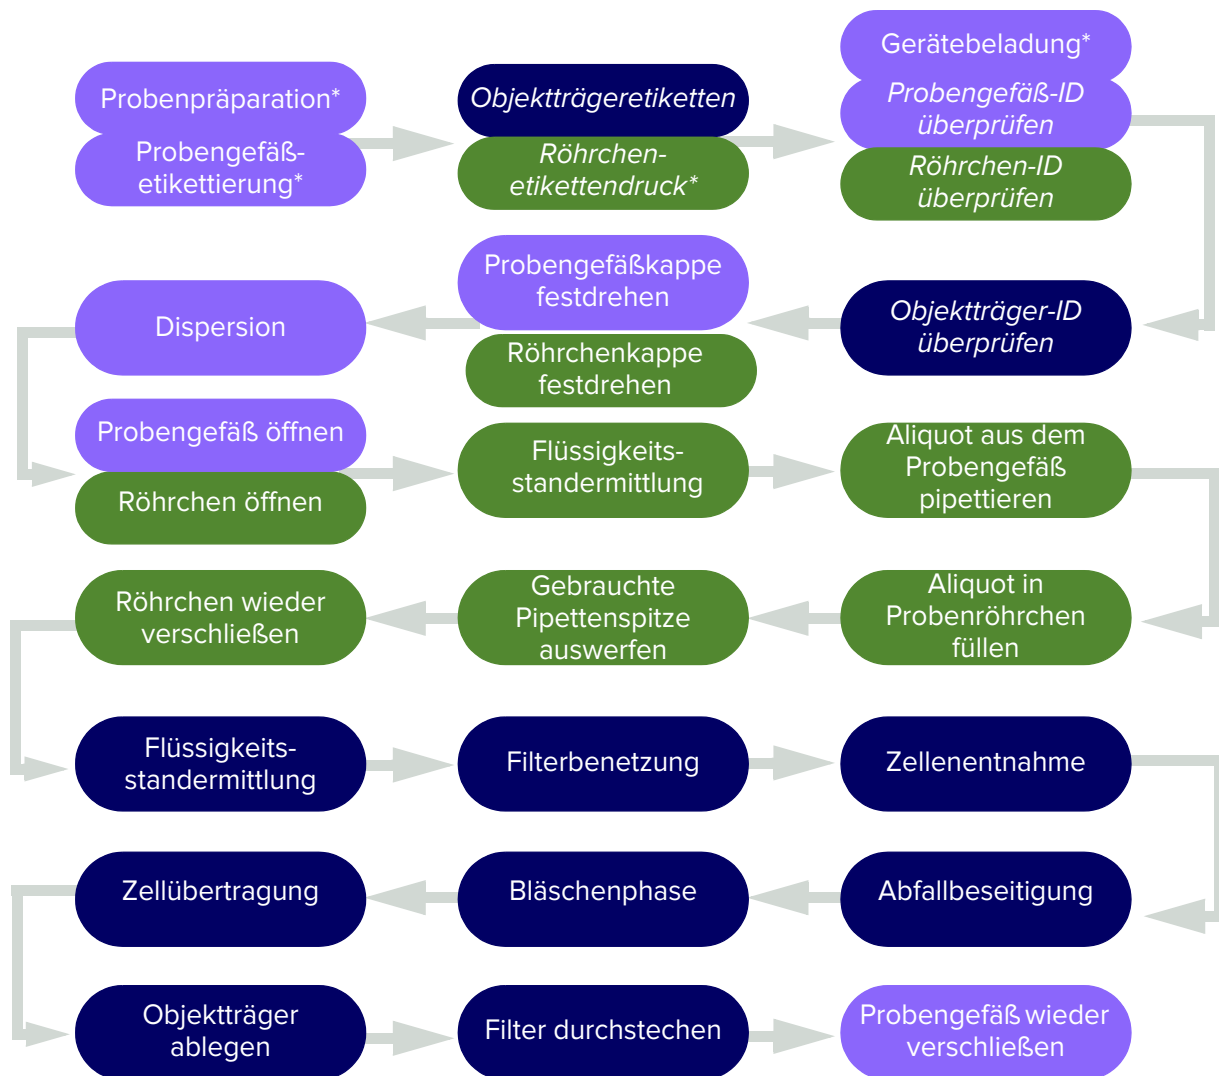 Probenpräparation*
Probengefäß-
etikettierung*
Objektträgeretiketten
Röhrchen-
etikettendruck*
Gerätebeladung*
Probengefäß-ID
überprüfen
Röhrchen-ID
überprüfen
Objektträger-ID
überprüfen
Probengefäßkappe
festdrehen
Röhrchenkappe
festdrehen
Dispersion
Probengefäß öffnen
Röhrchen öffnen
Flüssigkeits-
standermittlung
Aliquot aus dem
Probengefäß
pipettieren
Aliquot in
Probenröhrchen
füllen
Gebrauchte
Pipettenspitze
auswerfen
Röhrchen wieder
verschließen
Flüssigkeits-
standermittlung
Filterbenetzung
Zellenentnahme
Abfallbeseitigung
Bläschenphase
Zellübertragung
Objektträger
ablegen
Filter durchstechen
Probengefäß wieder
verschließen